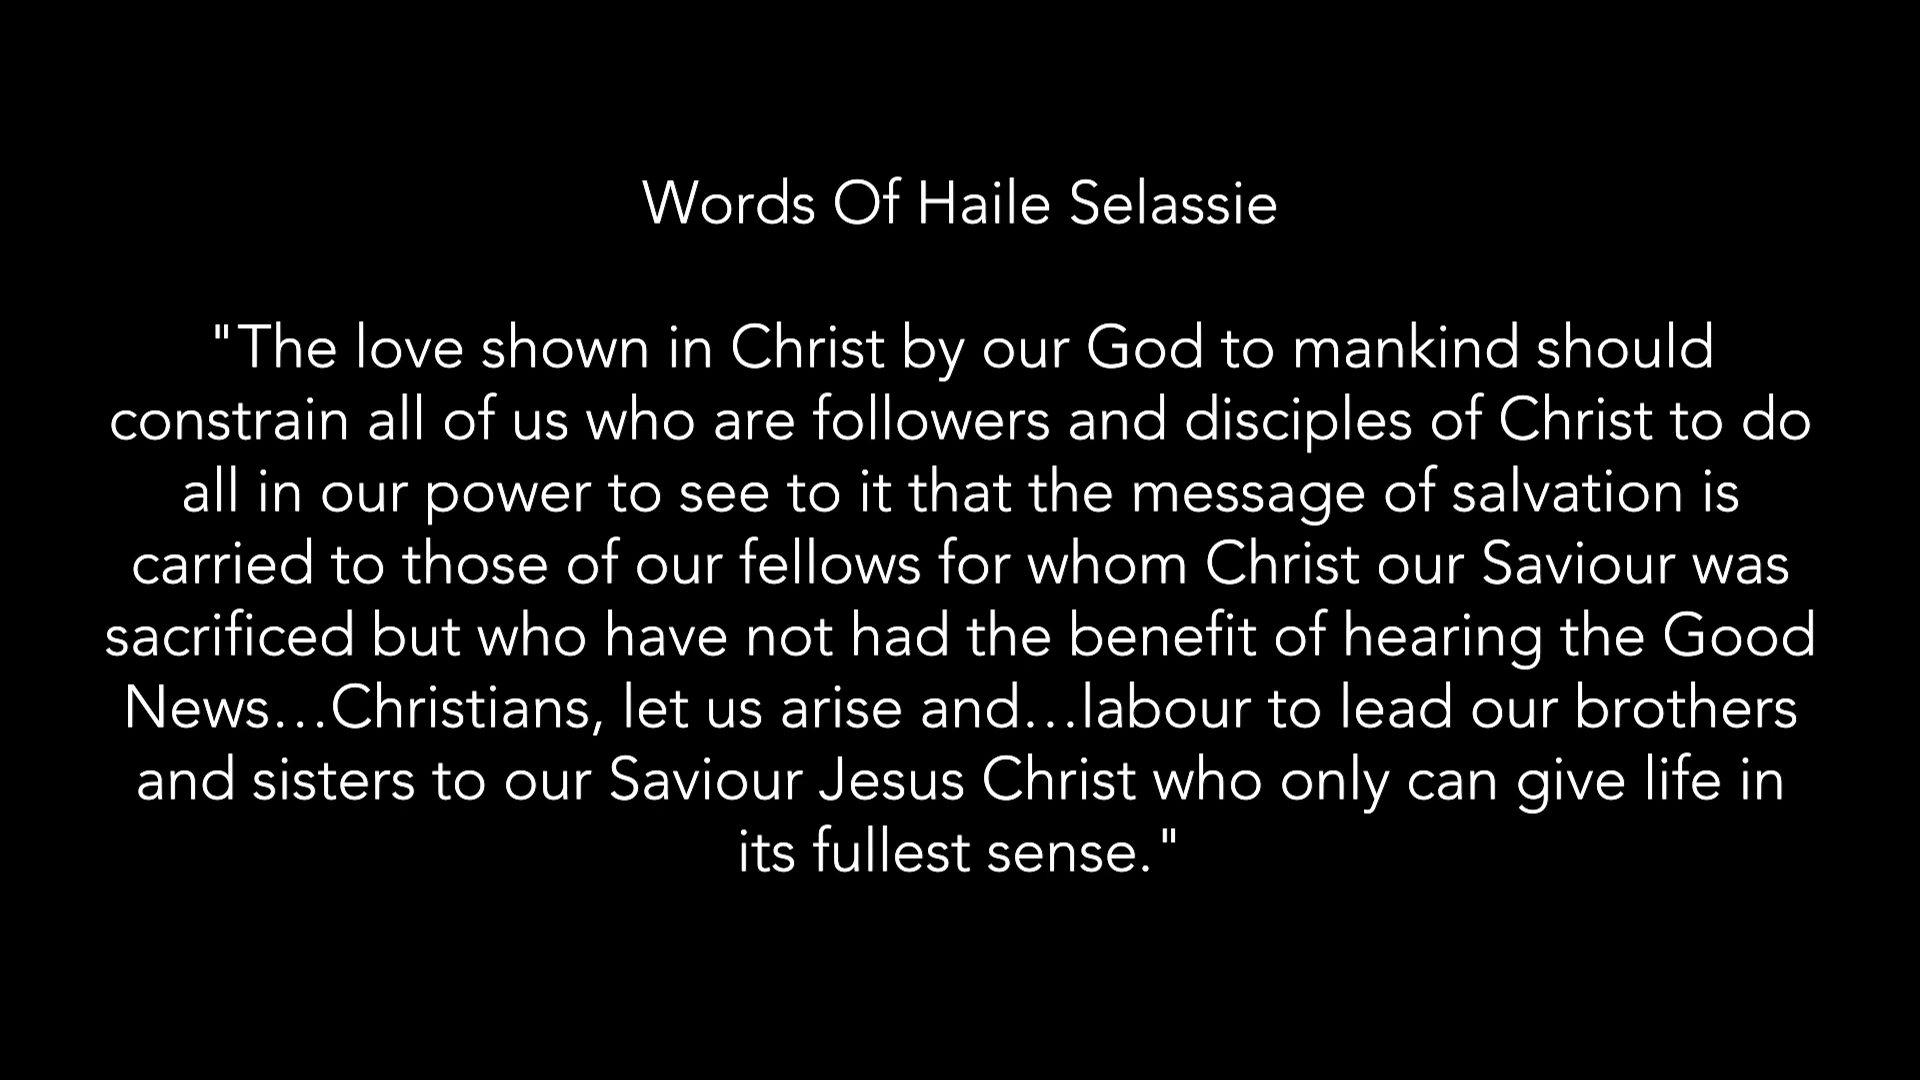 Words Of Haile Selassie
"The love shown in Christ by our God to mankind should
constrain all of us who are followers and disciples of Christ to do
all in our power to see to it that the message of salvation is
carried to those of our fellows for whom Christ our Saviour was
sacrificed but who have not had the benefit of hearing the Good
News...Christians, let us arise and...labour to lead our brothers
and sisters to our Saviour Jesus Christ who only can give life in
its fullest sense."